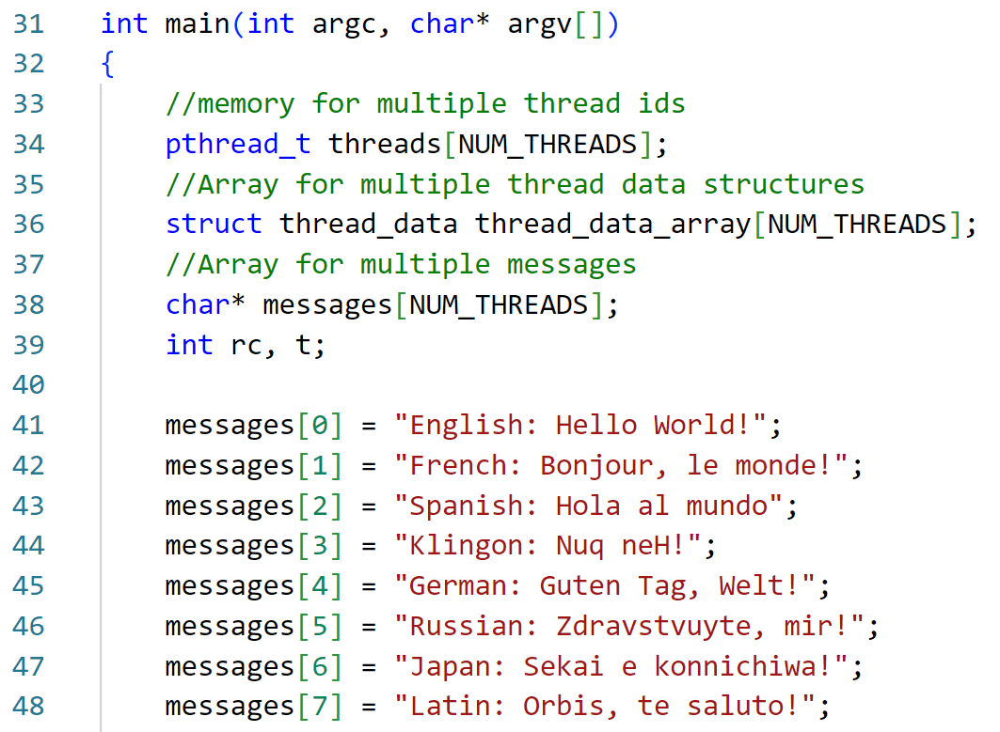 31 int main(int argc, char* argv[])
32 {
33 //memory for multiple thread ids
34 pthread_t threads[NUM_THREADS];
35 //Array for multiple thread data structures
36 struct thread_data thread_data_array[NUM_THREADS];
37 //Array for multiple messages
38 char* messages[NUM_THREADS];
39 int rc, t;
40
41 messages[0] = "English: Hello World!";
42 messages[1] = "French: Bonjour, le monde!";
43 messages[2] = "Spanish: Hola al mundo";
44 messages[3] = "Klingon: Nuq neH!";
45 messages[4] = "German: Guten Tag, Welt!";
46 messages[5] = "Russian: Zdravstvuyte, mir!";
47 messages[6] = "Japan: Sekai e konnichiwa!";
48 messages[7] = "Latin: Orbis, te saluto!";